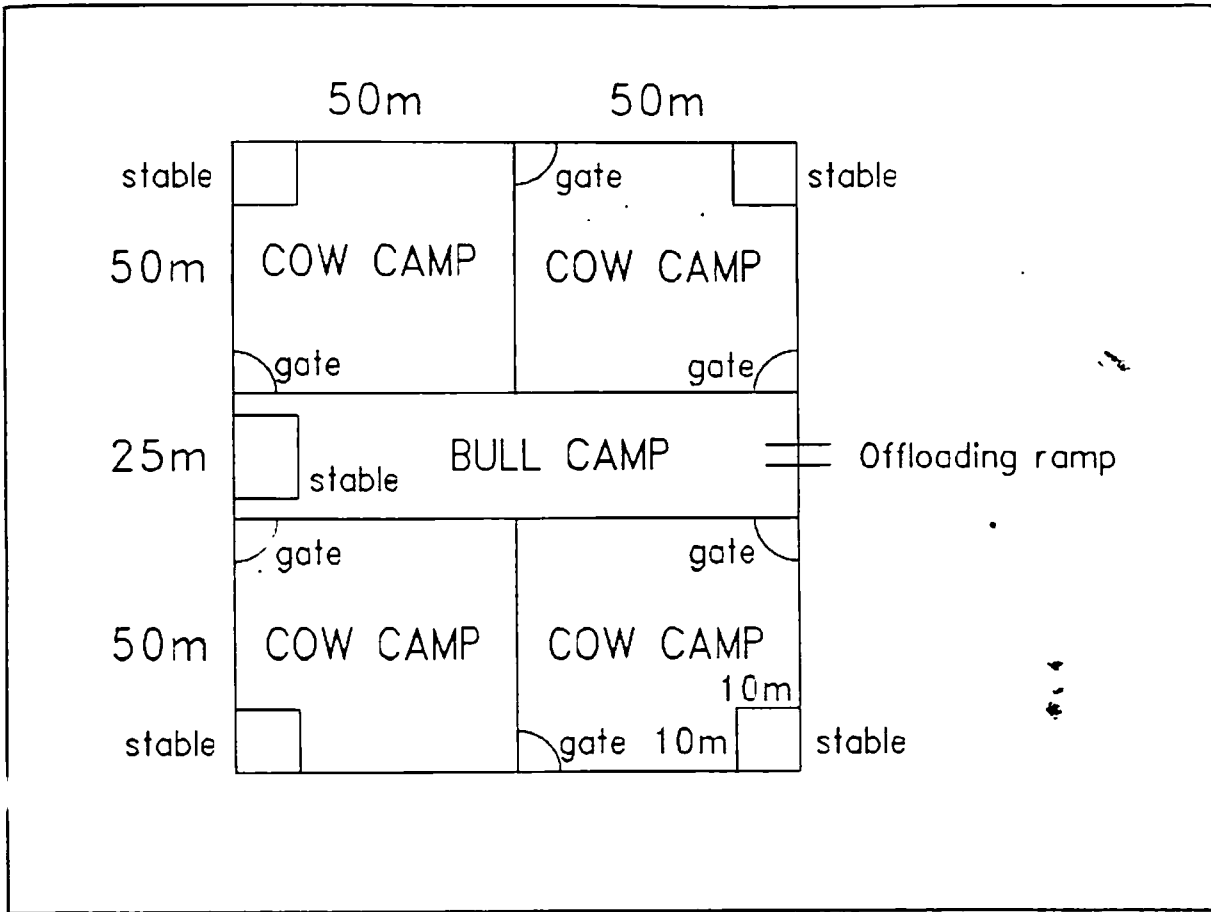 50m 50m
stable gate stable
50m COW CAMP COW CAMP
gate gate
25m BULL CAMP Offloading ramp
stable
gate gate
50m COW CAMP COW CAMP
10m
stable gate 10m stable